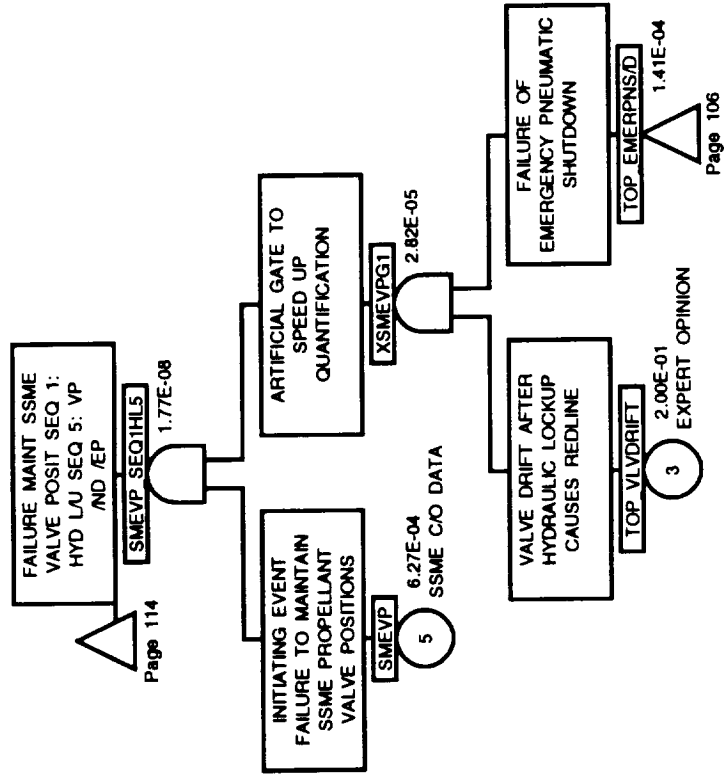 FAILURE MAINT SSME
VALVE POSIT SEQ 1:
HYD L/U SEQ 5: VP
/ND /EP
SMEVP SEQ1HL5
1.77E-08
Page 114
INITIATING EVENT
FAILURE TO MAINTAIN
SSME PROPELLANT
VALVE POSITIONS
SMEVP
5
6.27E-04
SSME C/O DATA
ARTIFICIAL GATE TO
SPEED UP
QUANTIFICATION
XSMEVPG1
2.82E-05
VALVE DRIFT AFTER
HYDRAULIC LOCKUP
CAUSES REDLINE
TOP VLVDRIFT
3
2.00E-01
EXPERT OPINION
FAILURE OF
EMERGENCY PNEUMATIC
SHUTDOWN
TOP EMERPNS/D
1.41E-04
Page 106